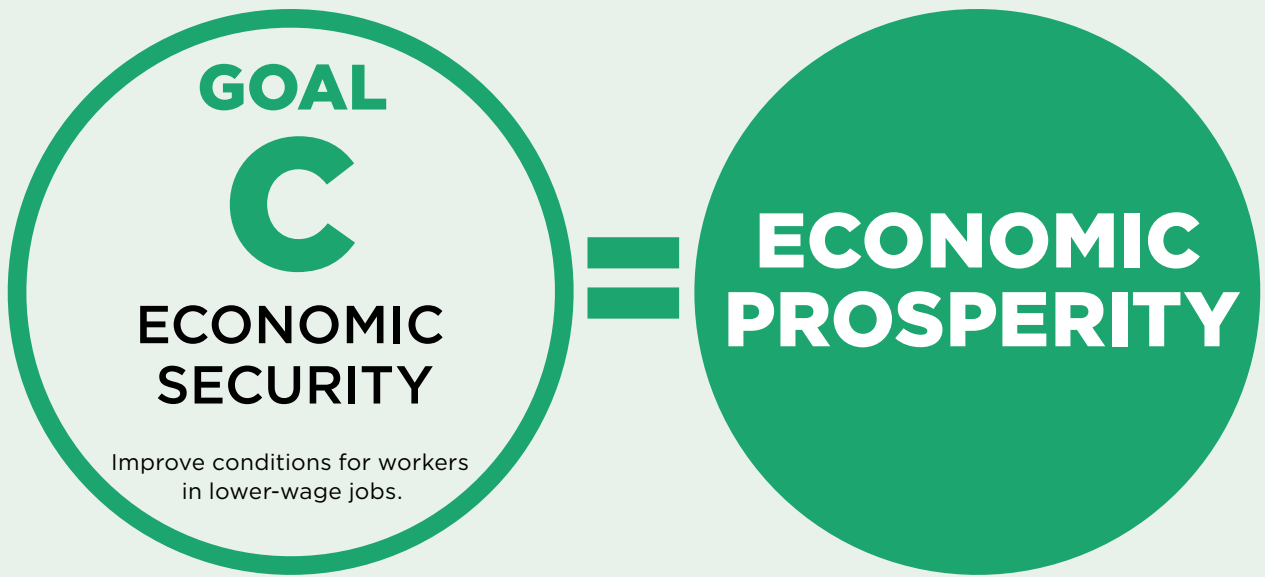 GOAL
C
ECONOMIC
SECURITY
Improve conditions for workers
in lower-wage jobs.
=
ECONOMIC
PROSPERITY